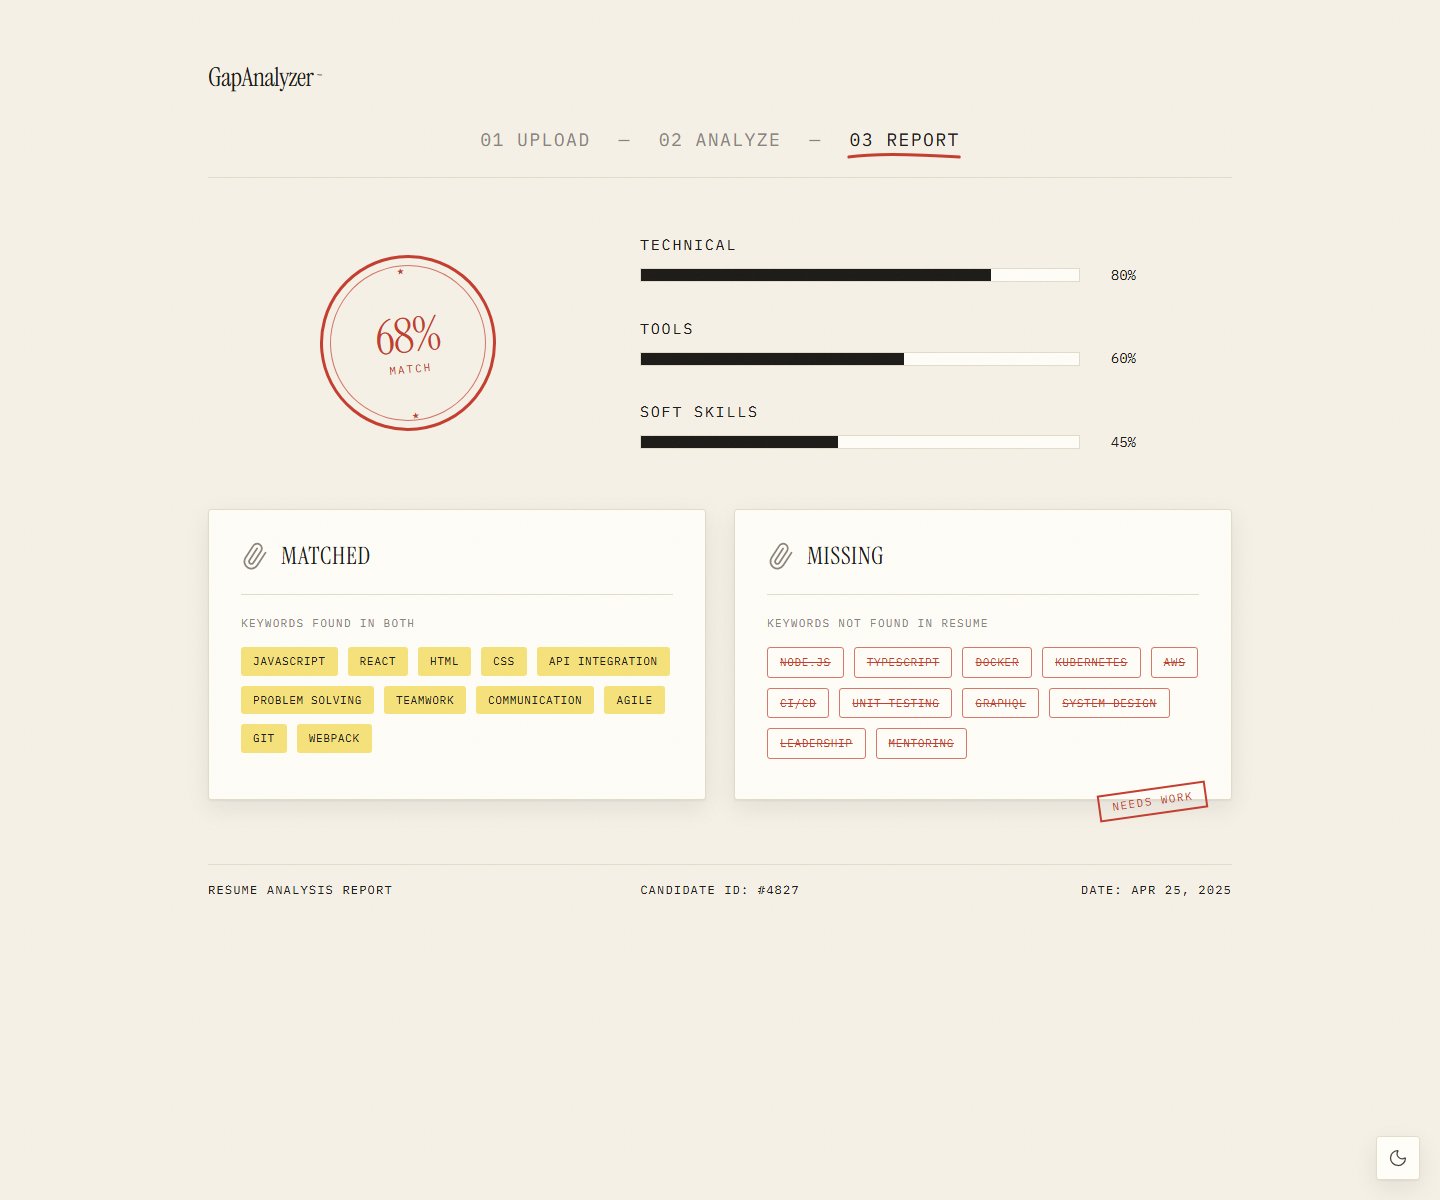 GapAnalyzer™
01 UPLOAD — 02 ANALYZE — 03 REPORT
68%
MATCH
TECHNICAL
80%
TOOLS
60%
SOFT SKILLS
45%
MATCHED
KEYWORDS FOUND IN BOTH
JAVASCRIPT REACT HTML CSS API INTEGRATION
PROBLEM SOLVING TEAMWORK COMMUNICATION AGILE
GIT WEBPACK
MISSING
KEYWORDS NOT FOUND IN RESUME
NODE.JS TYPESCRIPT DOCKER KUBERNETES AWS
CI/CD UNIT TESTING GRAPHQL SYSTEM DESIGN
LEADERSHIP MENTORING
NEEDS WORK
RESUME ANALYSIS REPORT CANDIDATE ID: #4827 DATE: APR 25, 2025